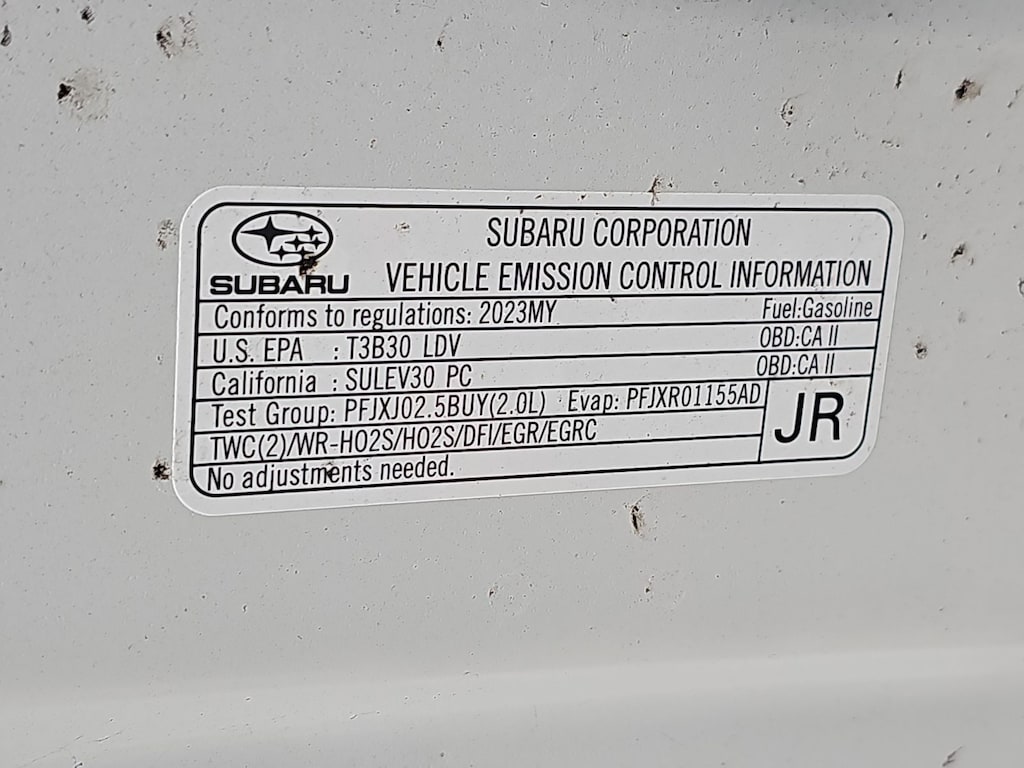 SUBARU CORPORATION
SUBARU
VEHICLE EMISSION CONTROL INFORMATION
Conforms to regulations: 2023MY Fuel:Gasoline
U.S. EPA : T3B30 LDV OBD:CA II
California : SULEV30 PC OBD:CA II
Test Group: PFJXJ02.5BUY(2.0L) Evap: PFJXR01155AD
TWC(2)/WR-HO2S/HO2S/DFI/EGR/EGRC
JR
No adjustments needed.